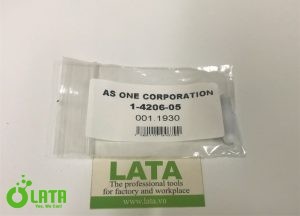 AS ONE CORPORATION
1-4206-05
001.1930
LATA
The professional tools
for factory and workplace
www.lata.vn
LATA
Yes, We Can!